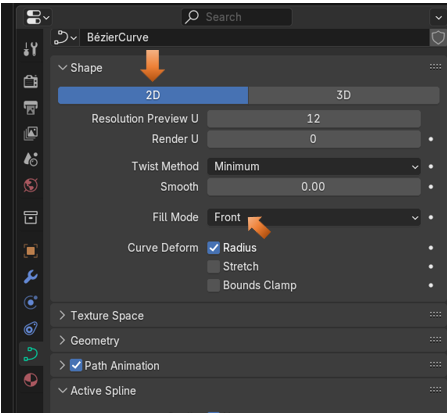 Search
BézierCurve
Shape
2D 3D
Resolution Preview U 12
Render U 0
Twist Method Minimum
Smooth 0.00
Fill Mode Front
Curve Deform Radius
Stretch
Bounds Clamp
Texture Space
Geometry
Path Animation
Active Spline